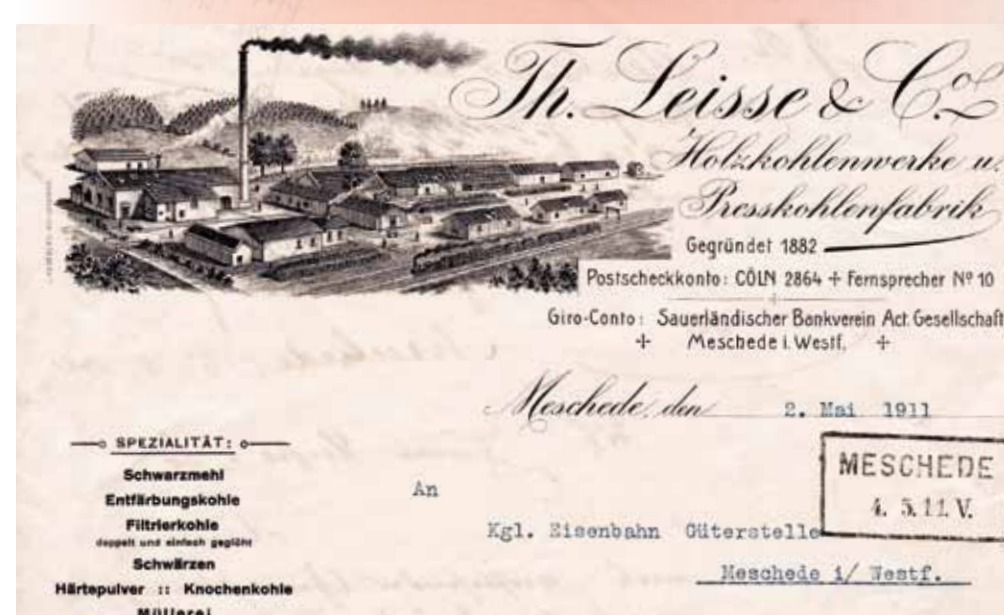 Th. Leisse & Co.
Holzkohlenwerke u.
Presskohlenfabrik
Gegründet 1882
Postscheckkonto: CÖLN 2864 + Fernsprecher No 10
Giro-Conto: Sauerländischer Bankverein Act. Gesellschaft
+ Meschede i. Westf. +
Meschede, den 2. Mai 1911
SPEZIALITÄT:
Schwarzmehl
Entfärbungskohle
Filtrierkohle
doppelt und einfach geglüht
Schwärzen
Härtepulver :: Knochenkohle
Müllerei
MESCHEDE
4. 5. 11. V.
An
Kgl. Eisenbahn Güterstelle
Meschede i/ Westf.